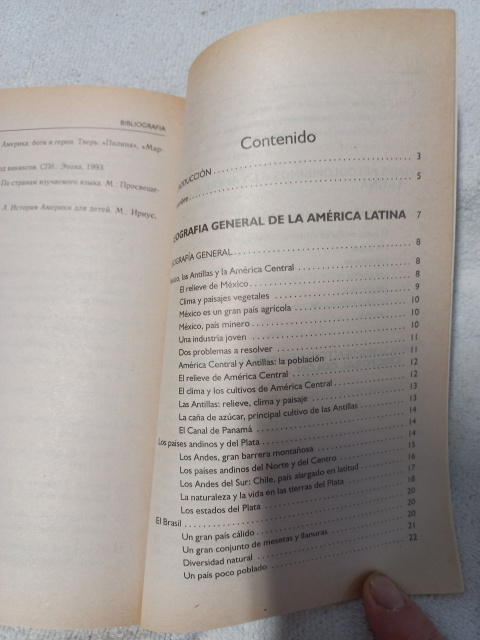 BIBLIOGRAFIA
Америка: боги и герои. Тверь: «Полина», «Мар-
СПб.: Эпоха, 1993.
По странам изучаемого языка. М.: Просвеще-
А. История Америки для детей. М.: Ириус,
Contenido
3
5
GENERAL DE LA AMÉRICA LATINA 7
GENERAL 8
las Antillas y la América Central 8
El relieve de México 8
Clima y paisajes vegetales 9
México es un gran país agrícola 10
México, país minero 10
Una industria joven 10
Dos problemas a resolver 11
América Central y Antillas: la población 11
El relieve de América Central 12
El clima y los cultivos de América Central 12
Las Antillas: relieve, clima y paisaje 13
La caña de azúcar, principal cultivo de las Antillas 13
El Canal de Panamá 14
Los países andinos y del Plata 14
Los Andes, gran barrera montañosa 14
Los países andinos del Norte y del Centro 15
Los Andes del Sur: Chile, país alargado en latitud 16
La naturaleza y la vida en las tierras del Plata 17
Los estados del Plata 18
El Brasil 20
Un gran país cálido 20
Un gran conjunto de mesetas y llanuras 20
Diversidad natural 21
Un país poco poblado 22